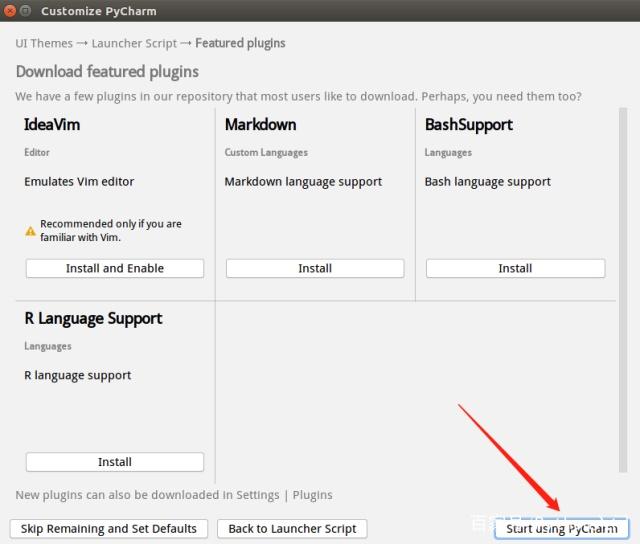 Customize PyCharm
UI Themes → Launcher Script → Featured plugins
Download featured plugins
We have a few plugins in our repository that most users like to download. Perhaps, you need them too?
IdeaVim
Editor
Emulates Vim editor
Recommended only if you are
familiar with Vim.
Install and Enable
Markdown
Custom Languages
Markdown language support
Install
BashSupport
Languages
Bash language support
Install
R Language Support
Languages
R language support
Install
New plugins can also be downloaded in Settings | Plugins
Skip Remaining and Set Defaults
Back to Launcher Script
Start using PyCharm